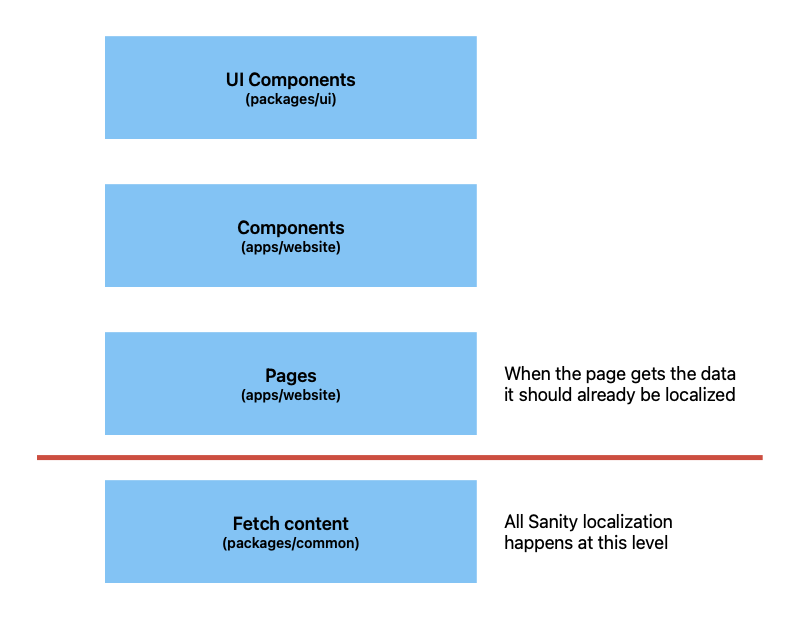 UI Components
(packages/ui)
Components
(apps/website)
Pages
(apps/website)
When the page gets the data
it should already be localized
Fetch content
(packages/common)
All Sanity localization
happens at this level